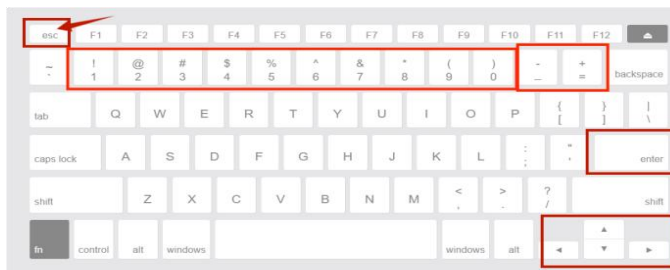 esc F1 F2 F3 F4 F5 F6 F7 F8 F9 F10 F11 F12
~ ! @ # $ % ^ & * ( ) - +
` 1 2 3 4 5 6 7 8 9 0 _ = backspace
tab Q W E R T Y U I O P { } |
[ ] \
caps lock A S D F G H J K L : " enter
; '
shift Z X C V B N M < > ? shift
, . /
fn control alt windows windows alt